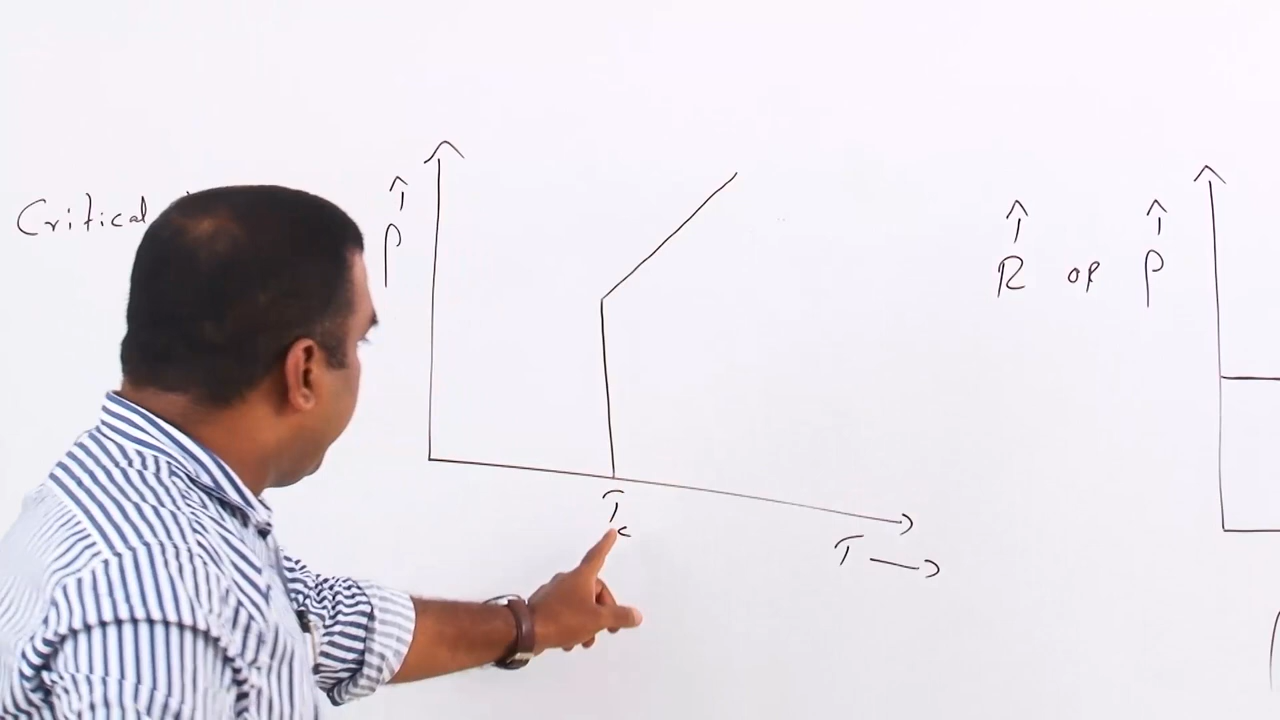 Critical
ρ
T_c
T
R or ρ